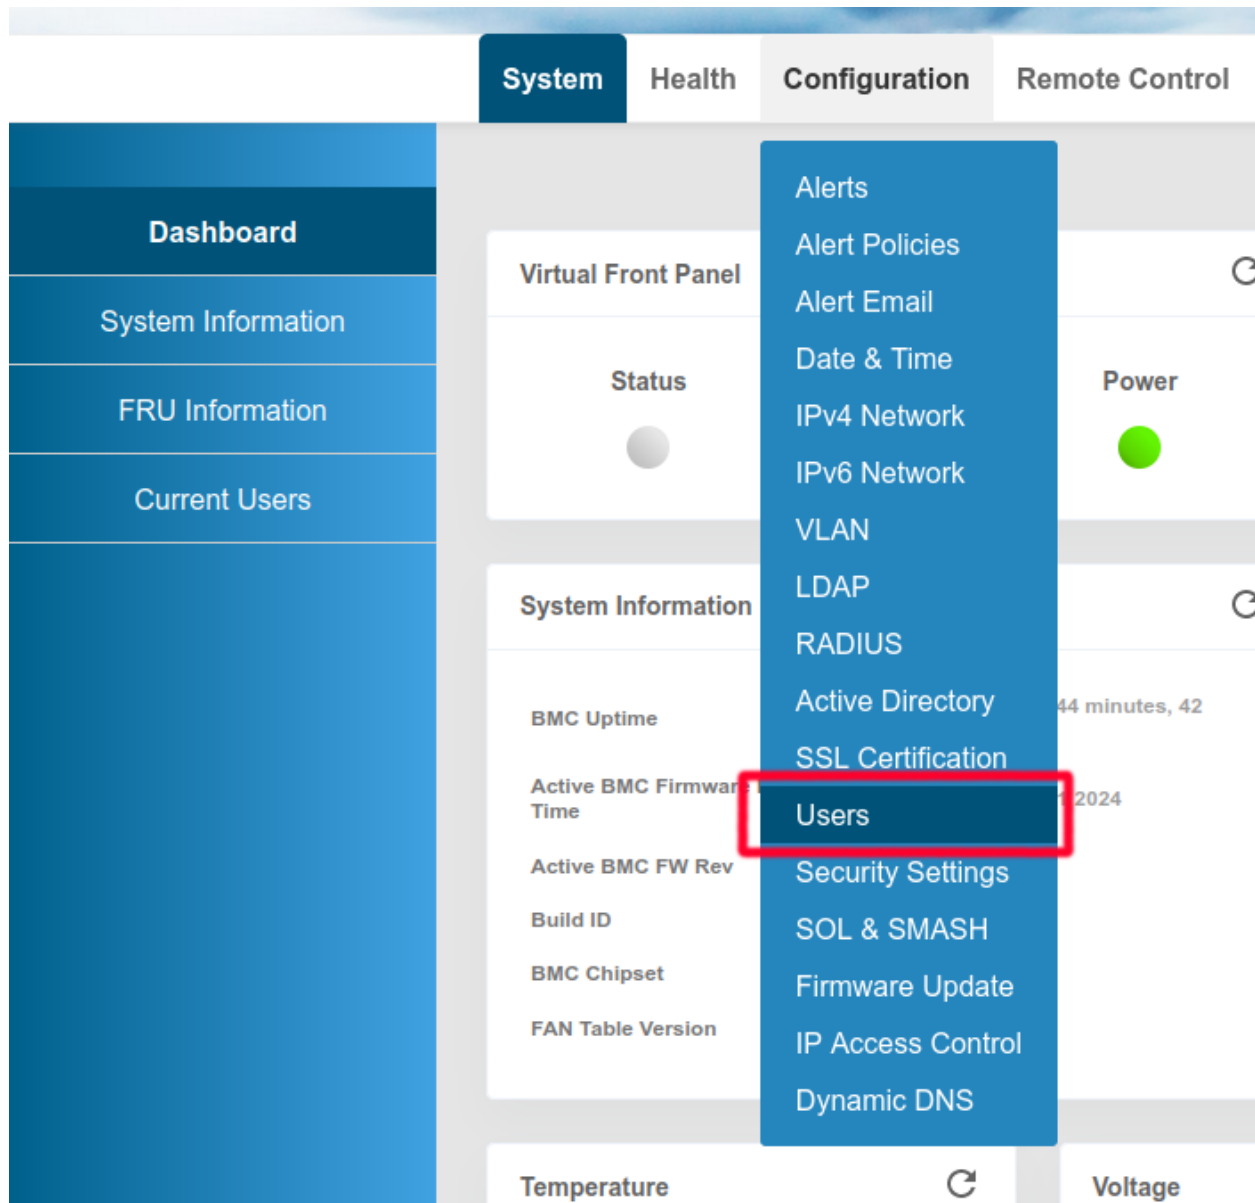 System Health Configuration Remote Control
Dashboard
System Information
FRU Information
Current Users
Alerts
Alert Policies
Alert Email
Date & Time
IPv4 Network
IPv6 Network
VLAN
LDAP
RADIUS
Active Directory
SSL Certification
Users
Security Settings
SOL & SMASH
Firmware Update
IP Access Control
Dynamic DNS
Virtual Front Panel
Status
Power
System Information
BMC Uptime
44 minutes, 42
Active BMC Firmware
Time
2024
Active BMC FW Rev
Build ID
BMC Chipset
FAN Table Version
Temperature
Voltage